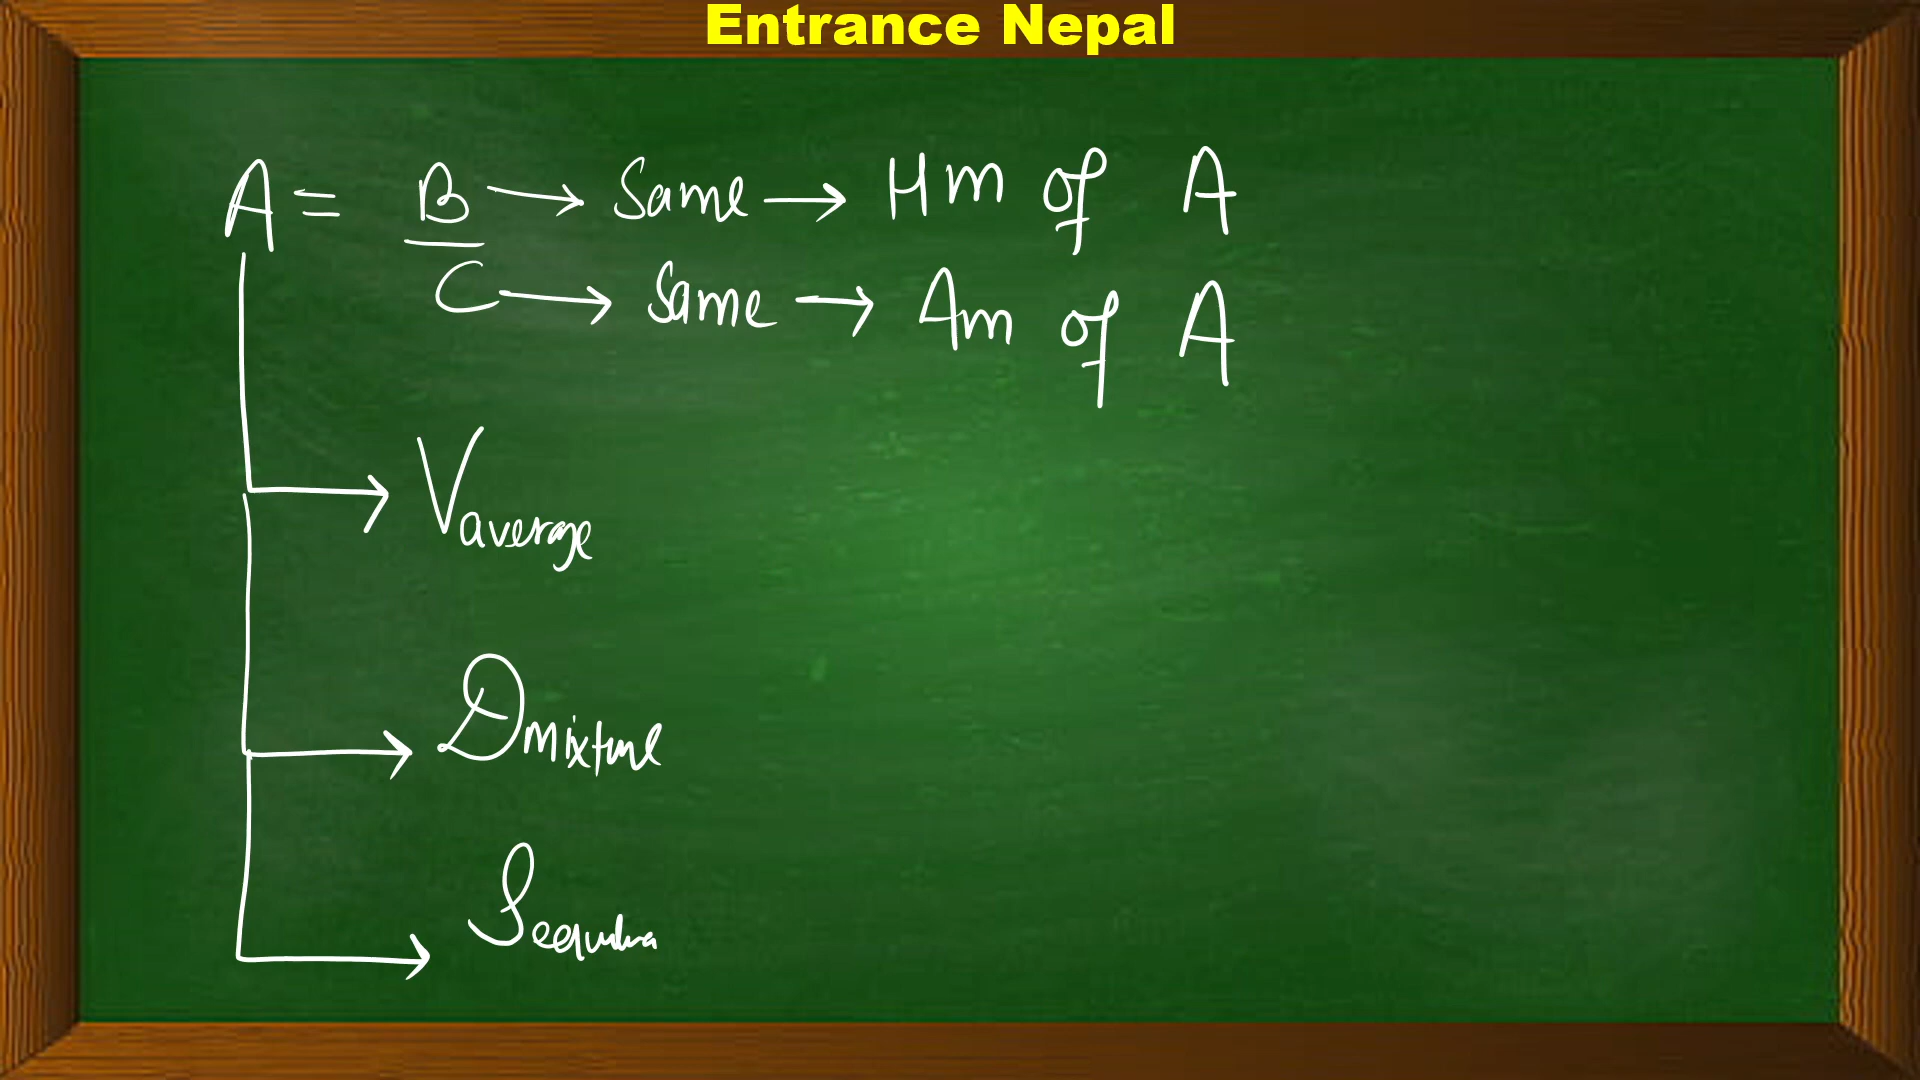 Entrance Nepal
A = B → Same → Hm of A
C → Same → Am of A
Vaverage
Dmixture